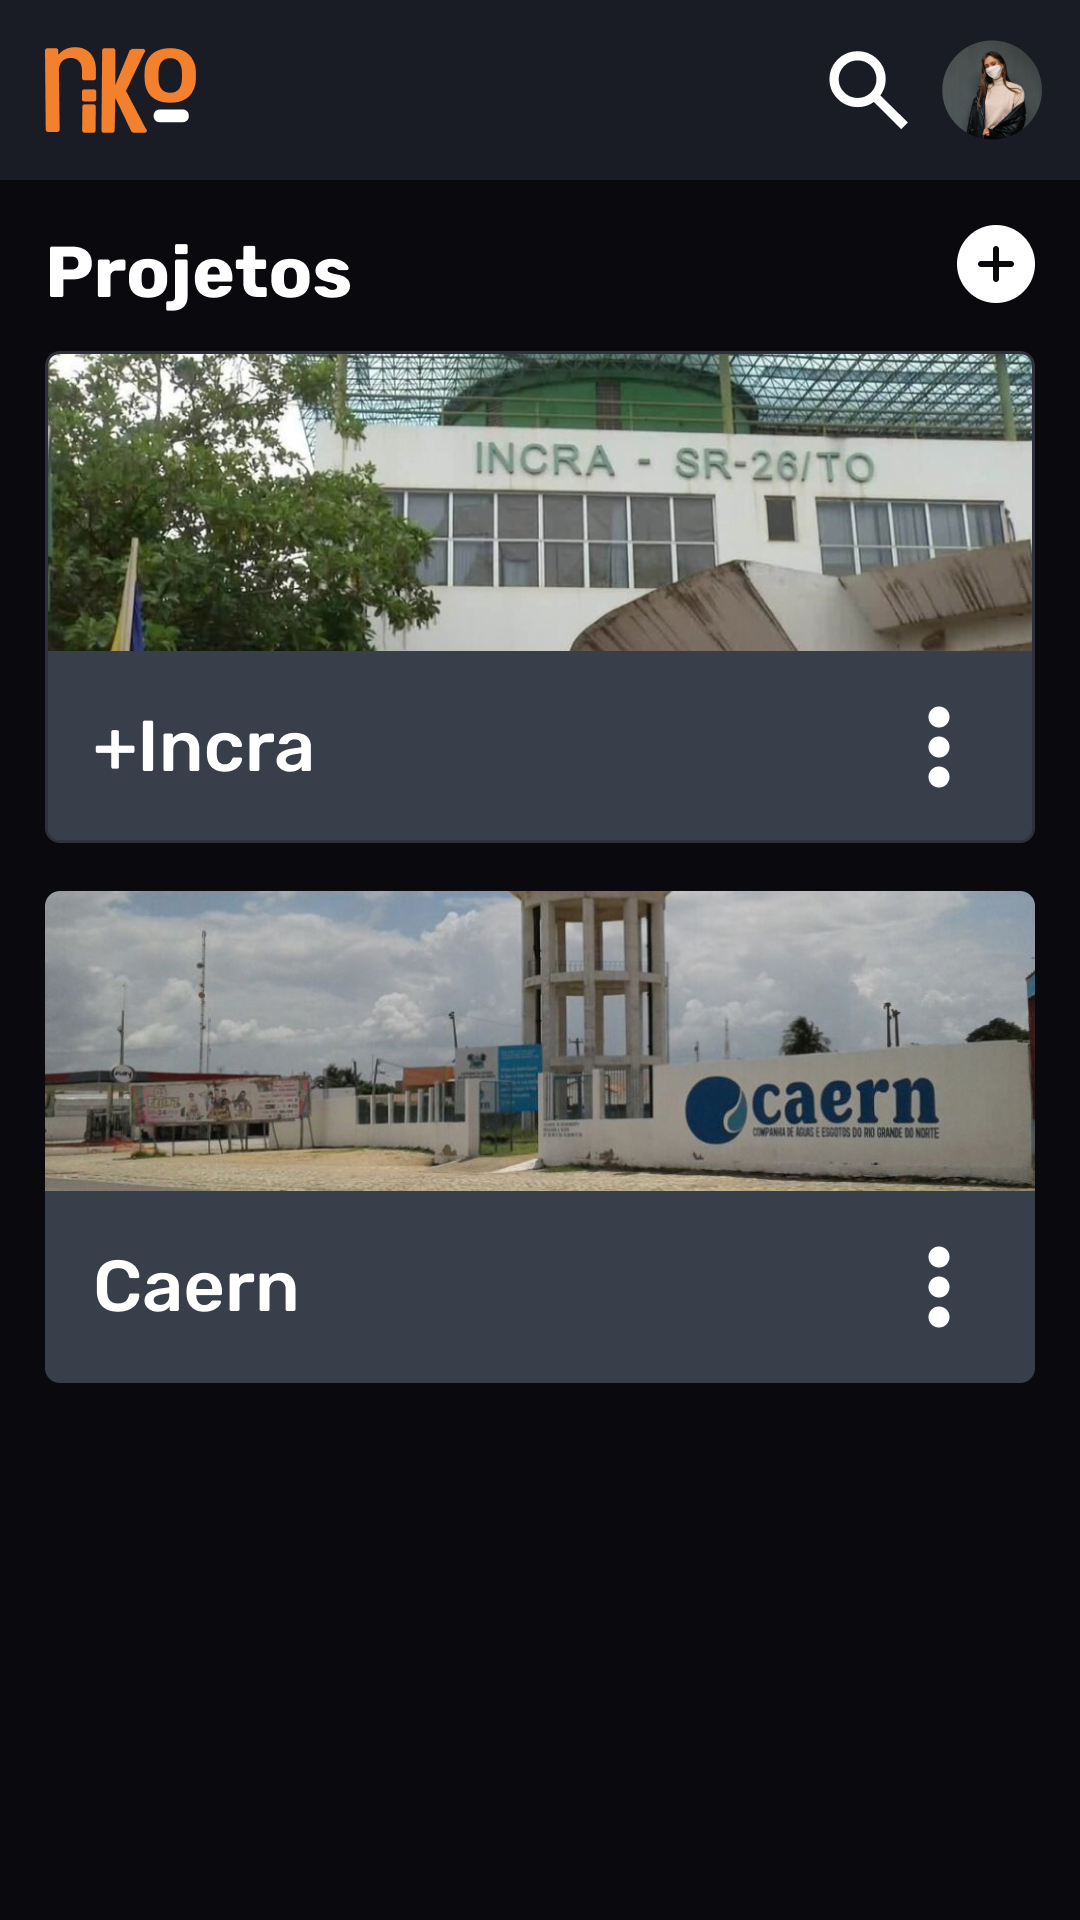 niko
Projetos
INCRA - SR-26/TO
+Incra
caern
COMPANHIA DE ÁGUAS E ESGOTOS DO RIO GRANDE DO NORTE
Caern